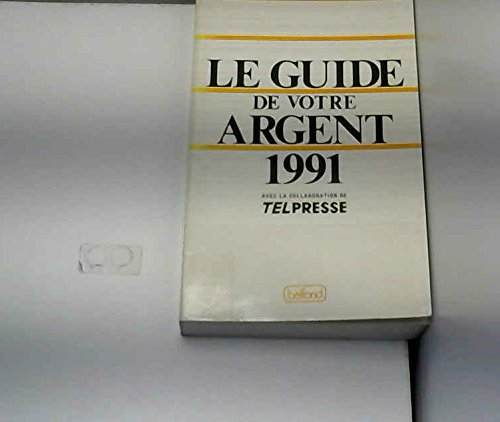 LE GUIDE
DE VOTRE
ARGENT
1991
AVEC LA COLLABORATION DE
TELPRESSE
belfond